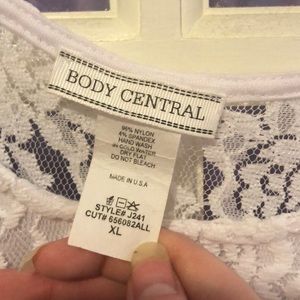 BODY CENTRAL
96% NYLON
4% SPANDEX
HAND WASH
IN COLD WATER
DRY FLAT
DO NOT BLEACH
MADE IN U.S.A
STYLE# J241
CUT# 656082ALL
XL